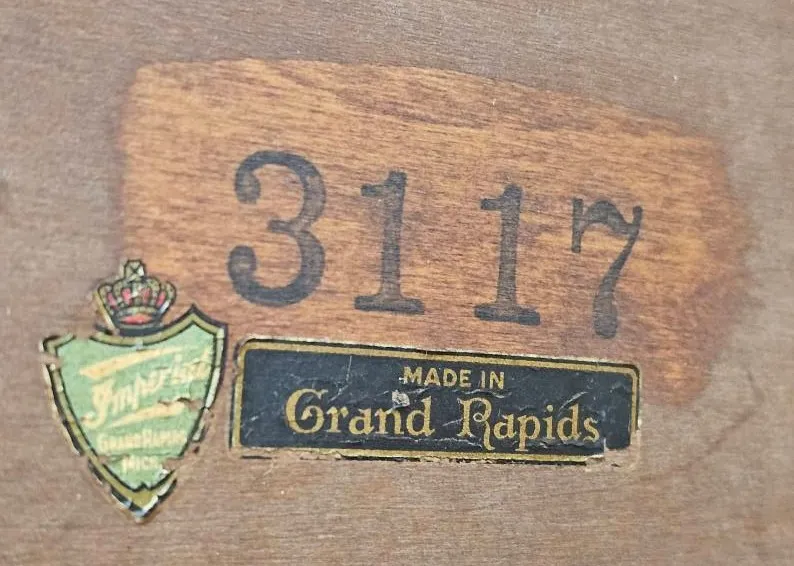 3117
Imperial
GRAND RAPIDS
MICH
MADE IN
Grand Rapids